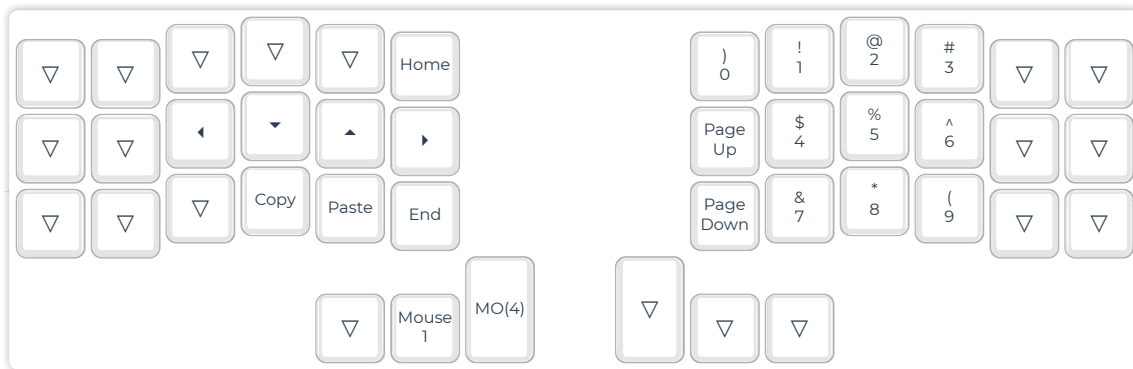 Home
)
0
!
1
@
2
#
3
Page
Up
$
4
%
5
^
6
Copy
Paste
End
Page
Down
&
7
*
8
(
9
Mouse
1
MO(4)